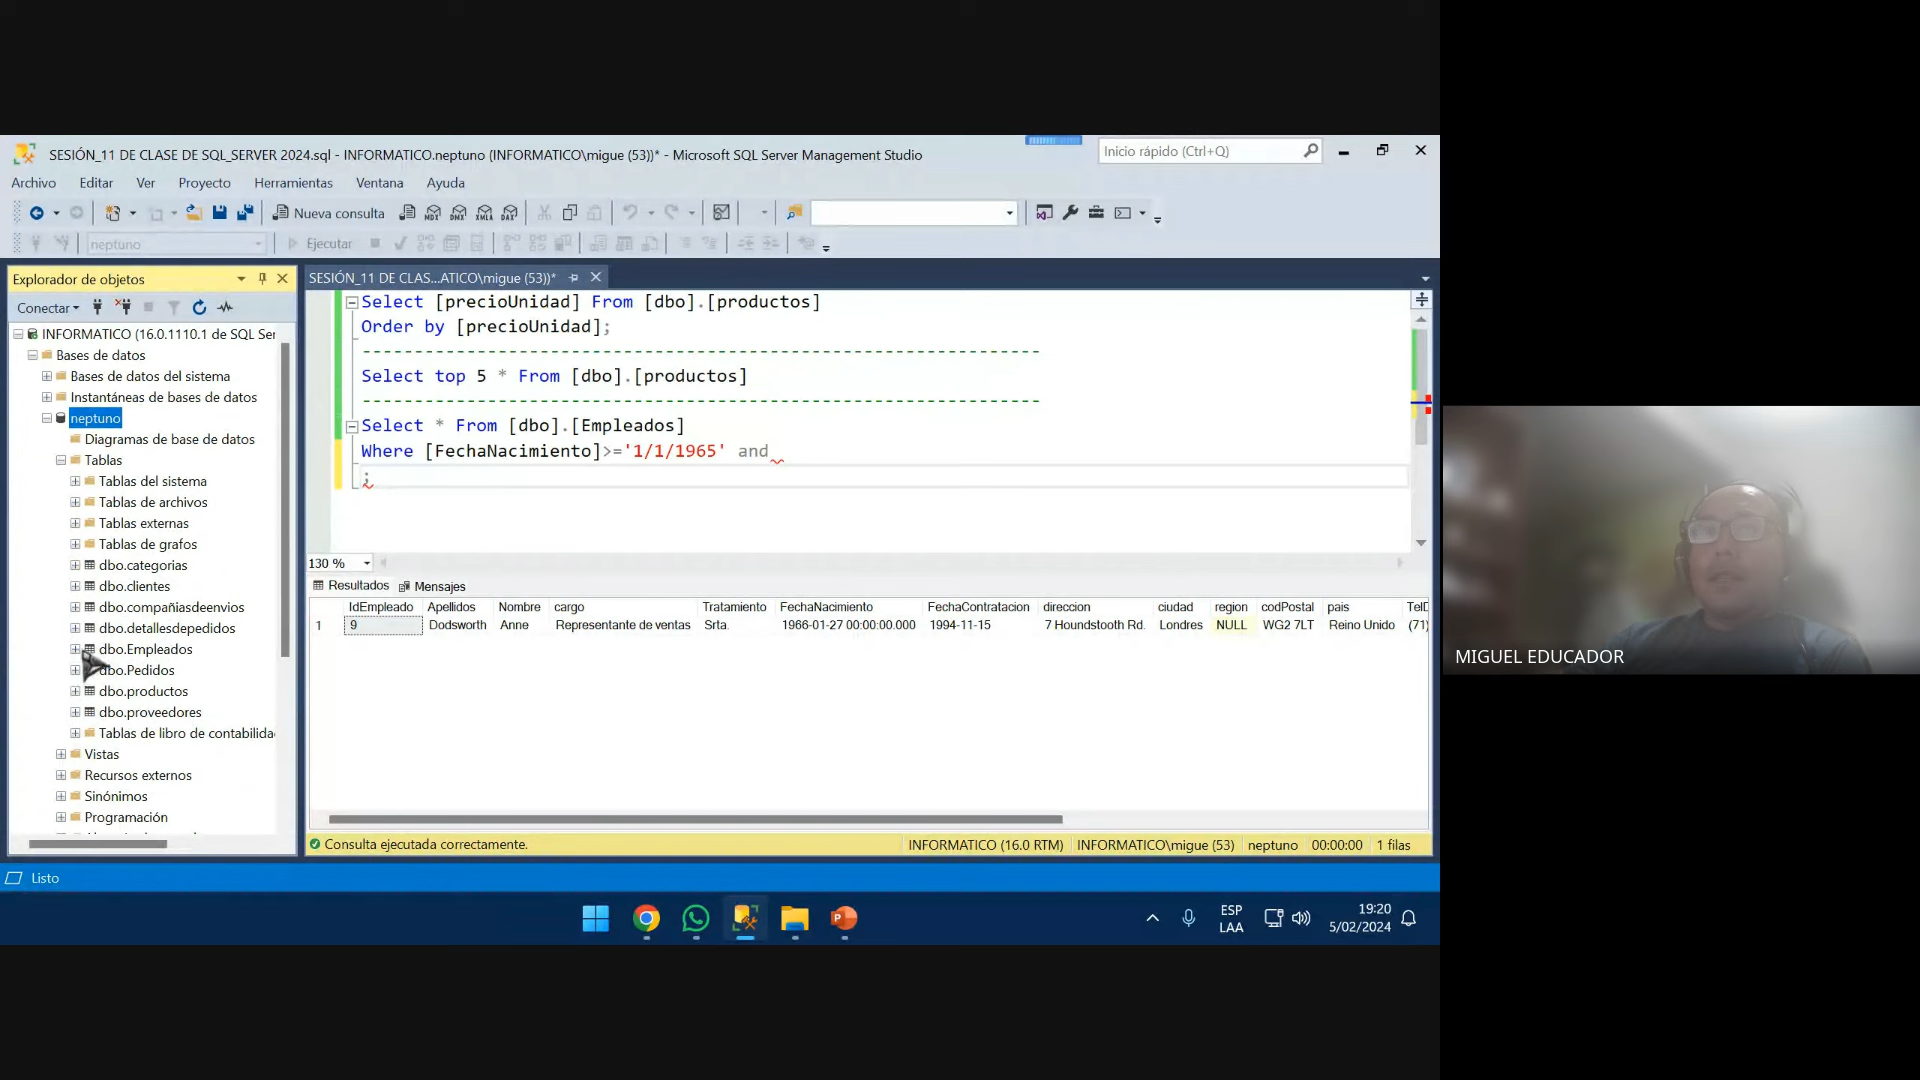 SESIÓN_11 DE CLASE DE SQL_SERVER 2024.sql - INFORMATICO.neptuno (INFORMATICO\migue (53))* - Microsoft SQL Server Management Studio
Inicio rápido (Ctrl+Q)
Archivo Editar Ver Proyecto Herramientas Ventana Ayuda
Nueva consulta MDX DMX XMLA DAX
neptuno Ejecutar
Explorador de objetos
SESIÓN_11 DE CLAS...ATICO\migue (53))*
Conectar
INFORMATICO (16.0.1110.1 de SQL Ser
Bases de datos
Bases de datos del sistema
Instantáneas de bases de datos
neptuno
Diagramas de base de datos
Tablas
Tablas del sistema
Tablas de archivos
Tablas externas
Tablas de grafos
dbo.categorias
dbo.clientes
dbo.compañiasdeenvios
dbo.detallesdepedidos
dbo.Empleados
dbo.Pedidos
dbo.productos
dbo.proveedores
Tablas de libro de contabilida
Vistas
Recursos externos
Sinónimos
Programación
Select [precioUnidad] From [dbo].[productos]
Order by [precioUnidad];
------------------------------------------------------------------
Select top 5 * From [dbo].[productos]
------------------------------------------------------------------
Select * From [dbo].[Empleados]
Where [FechaNacimiento]>='1/1/1965' and
;
130 %
Resultados Mensajes
IdEmpleado Apellidos Nombre cargo Tratamiento FechaNacimiento FechaContratacion direccion ciudad region codPostal pais TelD
1 9 Dodsworth Anne Representante de ventas Srta. 1966-01-27 00:00:00.000 1994-11-15 7 Houndstooth Rd. Londres NULL WG2 7LT Reino Unido (71)
Consulta ejecutada correctamente. INFORMATICO (16.0 RTM) INFORMATICO\migue (53) neptuno 00:00:00 1 filas
Listo
ESP
LAA
19:20
5/02/2024
MIGUEL EDUCADOR